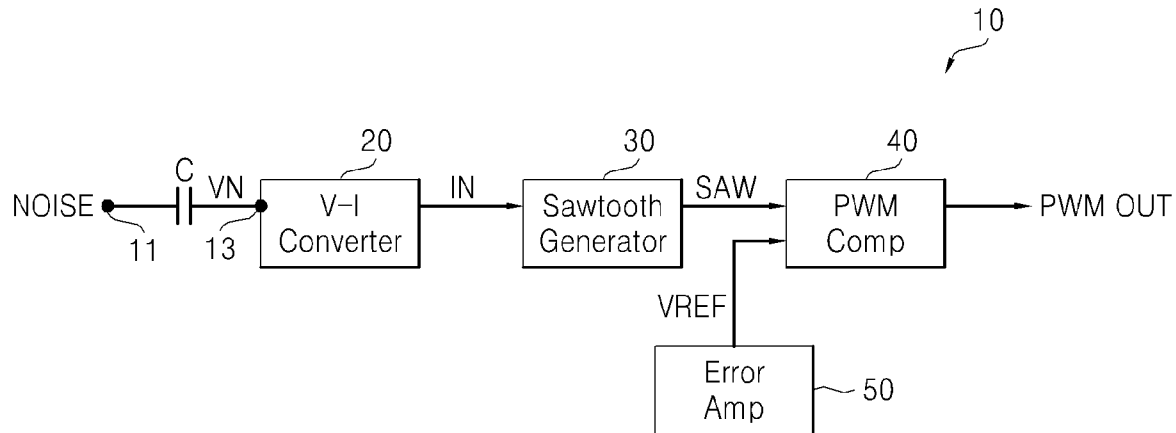 10
20
30
40
C
VN
IN
SAW
NOISE
V-I
Converter
Sawtooth
Generator
PWM
Comp
PWM OUT
11
13
VREF
Error
Amp
50